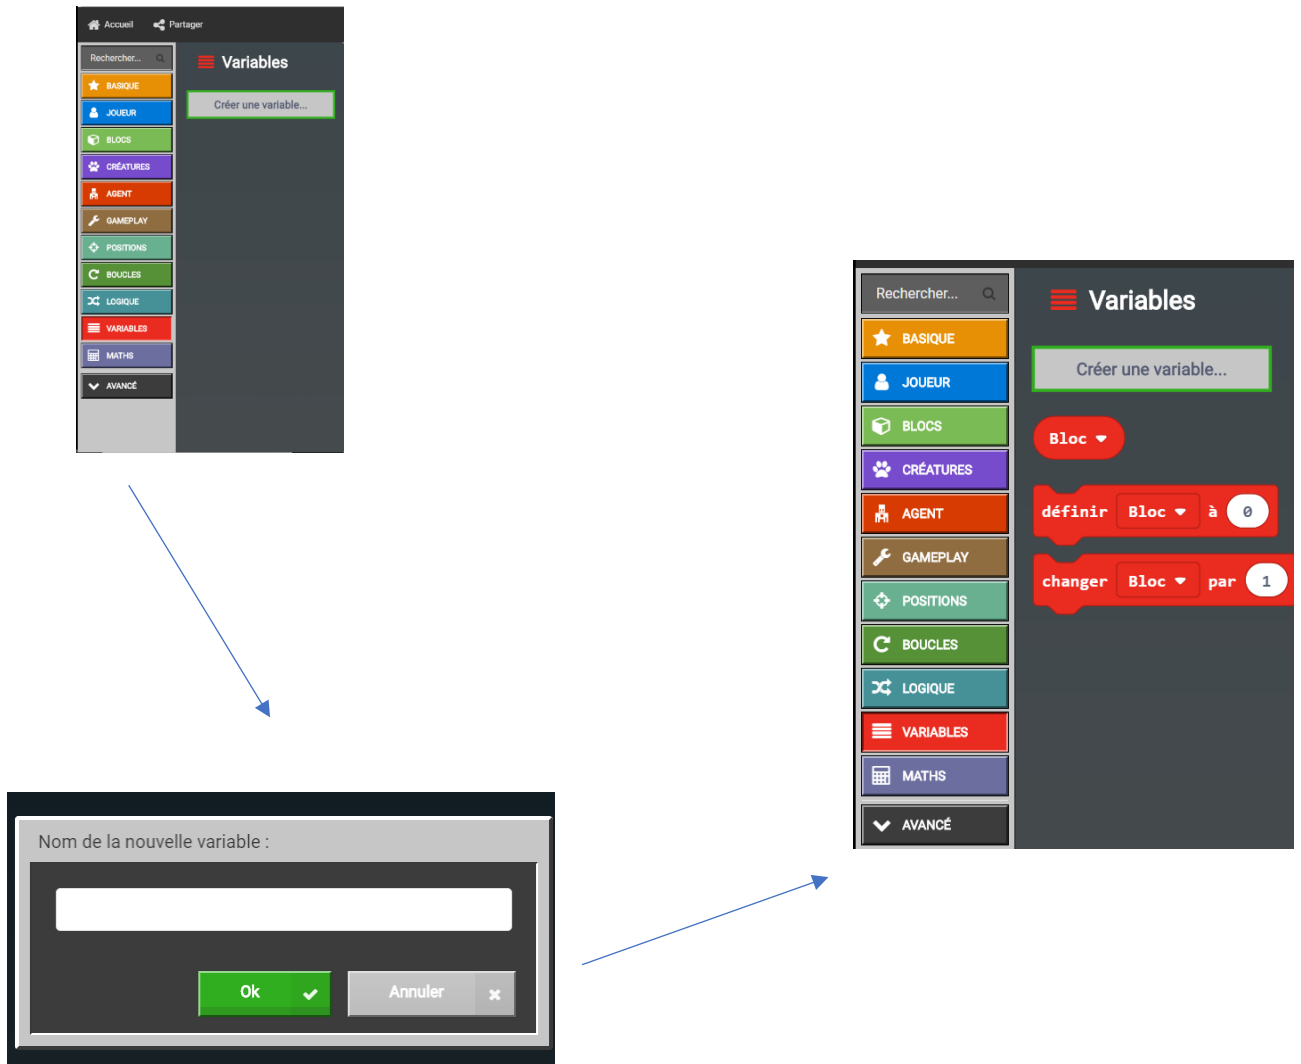 Accueil Partager
Rechercher...
Variables
BASIQUE
Créer une variable...
JOUEUR
BLOCS
CRÉATURES
AGENT
GAMEPLAY
POSITIONS
BOUCLES
LOGIQUE
VARIABLES
MATHS
AVANCÉ
Nom de la nouvelle variable :
Ok
Annuler
Rechercher...
Variables
BASIQUE
Créer une variable...
JOUEUR
BLOCS
Bloc
CRÉATURES
AGENT
définir Bloc à 0
GAMEPLAY
changer Bloc par 1
POSITIONS
BOUCLES
LOGIQUE
VARIABLES
MATHS
AVANCÉ